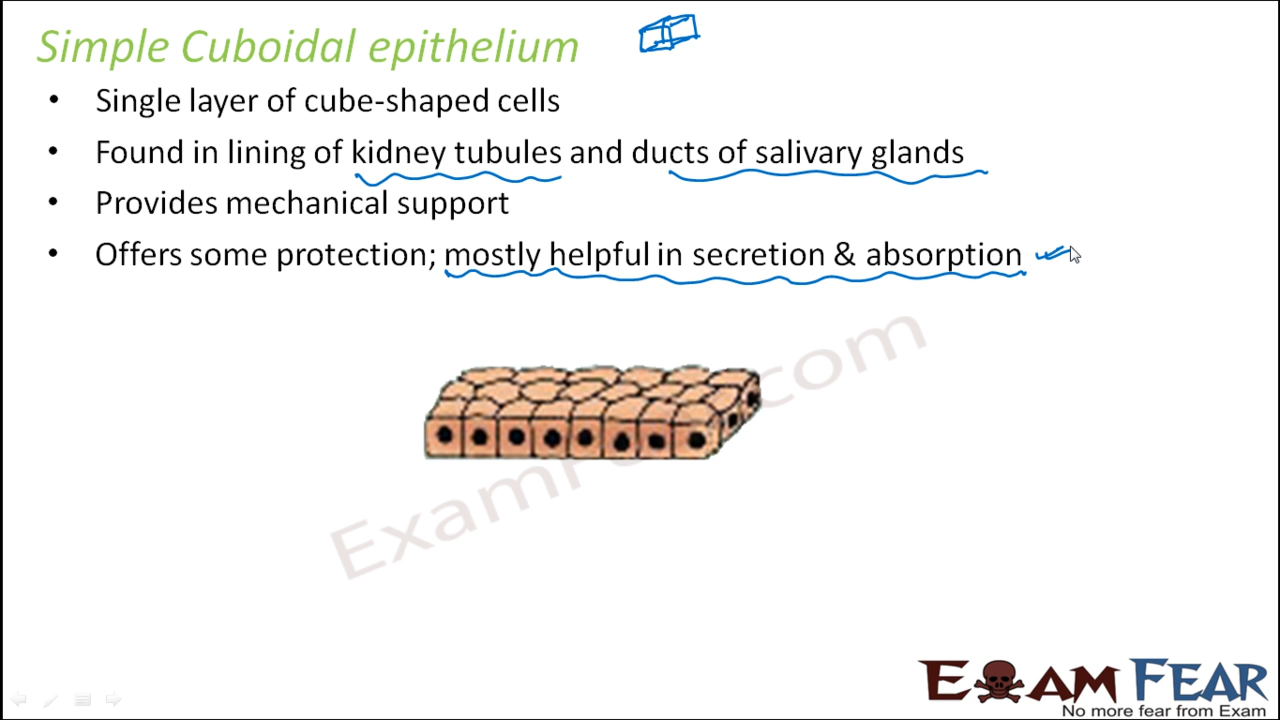 Simple Cuboidal epithelium
• Single layer of cube-shaped cells
• Found in lining of kidney tubules and ducts of salivary glands
• Provides mechanical support
• Offers some protection; mostly helpful in secretion & absorption
EXAM FEAR
No more fear from Exam